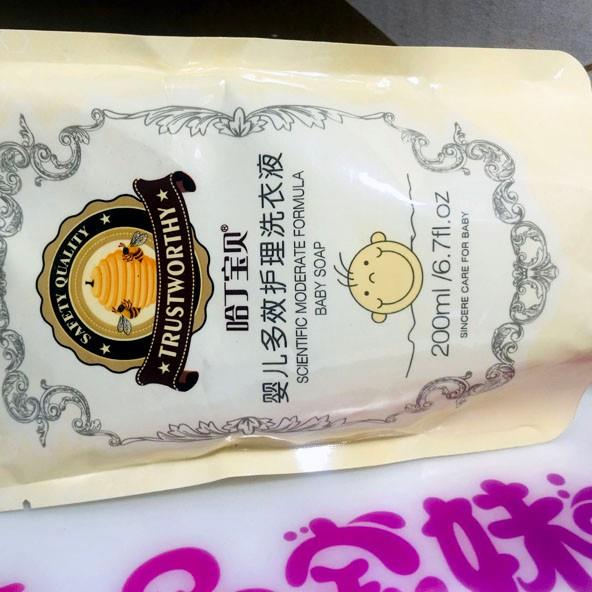 SAFETY QUALITY
TRUSTWORTHY
哈丁宝贝®
婴儿多效护理洗衣液
SCIENTIFIC MODERATE FORMULA
BABY SOAP
200ml/6.7fl.oz
SINCERE CARE FOR BABY
味